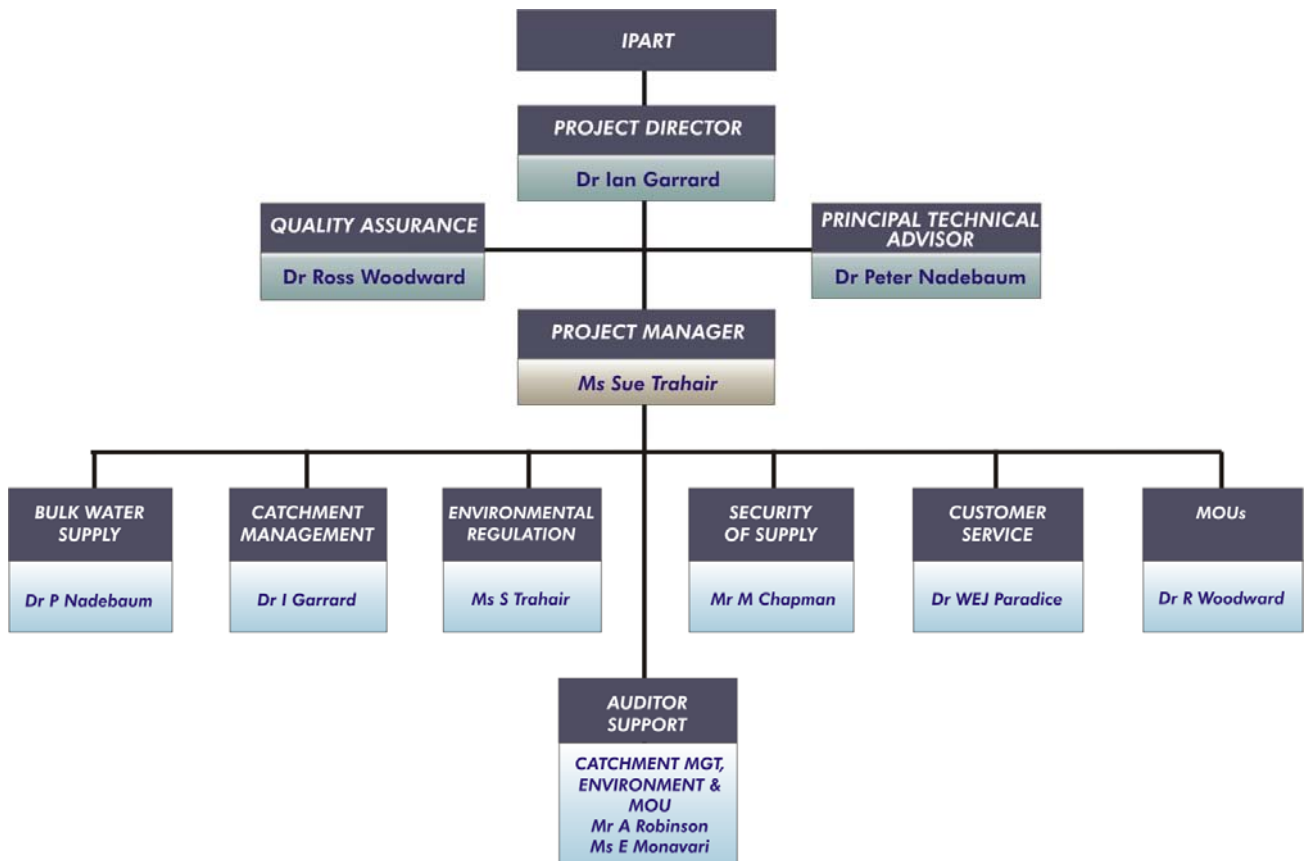 IPART
PROJECT DIRECTOR
Dr Ian Garrard
QUALITY ASSURANCE
Dr Ross Woodward
PRINCIPAL TECHNICAL
ADVISOR
Dr Peter Nadebaum
PROJECT MANAGER
Ms Sue Trahair
BULK WATER
SUPPLY
Dr P Nadebaum
CATCHMENT
MANAGEMENT
Dr I Garrard
ENVIRONMENTAL
REGULATION
Ms S Trahair
SECURITY
OF SUPPLY
Mr M Chapman
CUSTOMER
SERVICE
Dr WEJ Paradice
MOUs
Dr R Woodward
AUDITOR
SUPPORT
CATCHMENT MGT,
ENVIRONMENT &
MOU
Mr A Robinson
Ms E Monavari